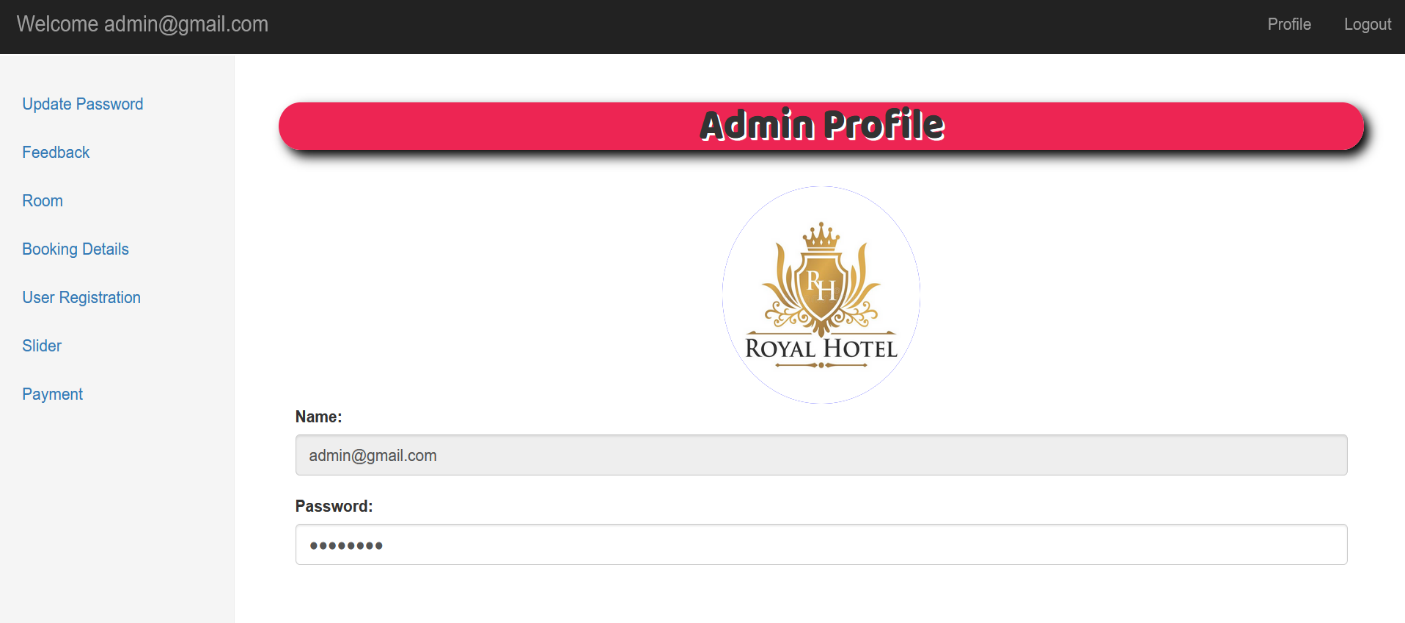 Welcome admin@gmail.com
Profile
Logout
Update Password
Feedback
Room
Booking Details
User Registration
Slider
Payment
Admin Profile
RH
ROYAL HOTEL
Name:
admin@gmail.com
Password:
••••••••